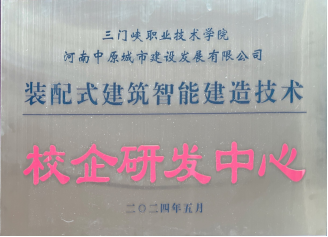 三门峡职业技术学院
河南中原城市建设发展有限公司
装配式建筑智能建造技术
校企研发中心
二〇二四年五月